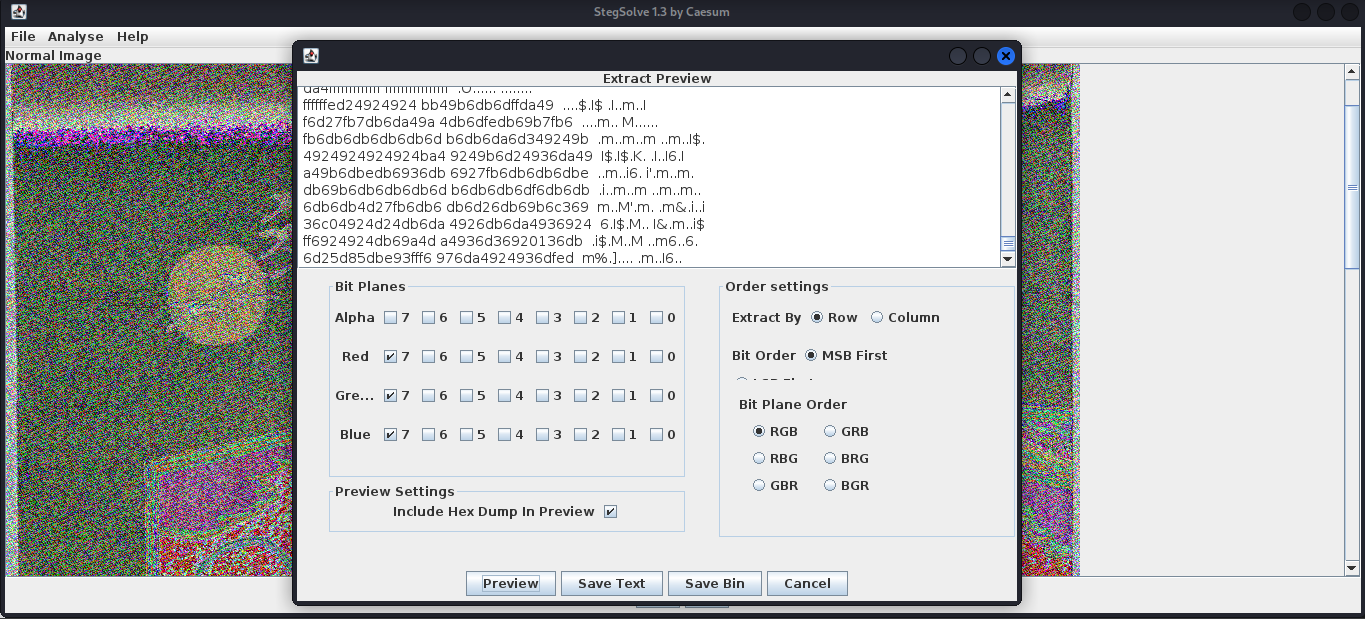 StegSolve 1.3 by Caesum
File Analyse Help
Normal Image
Extract Preview
ffffffed24924924 bb49b6db6dffda49 ....$.I$ .I..m..I
f6d27fb7db6da49a 4db6dfedb69b7fb6 ....m.. M......
fb6db6db6db6db6d b6db6da6d349249b .m..m..m ..m..I$.
4924924924924ba4 9249b6d24936da49 I$.I$.K. .I..I6.I
a49b6dbedb6936db 6927fb6db6db6dbe ..m..i6. i'.m..m.
db69b6db6db6db6d b6db6db6df6db6db .i..m..m ..m..m..
6db6db4d27fb6db6 db6d26db69b6c369 m..M'.m. .m&.i..i
36c04924d24db6da 4926db6da4936924 6.I$.M.. I&.m..i$
ff6924924db69a4d a4936d36920136db .i$.M..M ..m6..6.
6d25d85dbe93fff6 976da4924936dfed m%.].... .m..I6..
Bit Planes
Alpha 7 6 5 4 3 2 1 0
Red 7 6 5 4 3 2 1 0
Gre... 7 6 5 4 3 2 1 0
Blue 7 6 5 4 3 2 1 0
Preview Settings
Include Hex Dump In Preview
Order settings
Extract By Row Column
Bit Order MSB First
Bit Plane Order
RGB GRB
RBG BRG
GBR BGR
Preview Save Text Save Bin Cancel